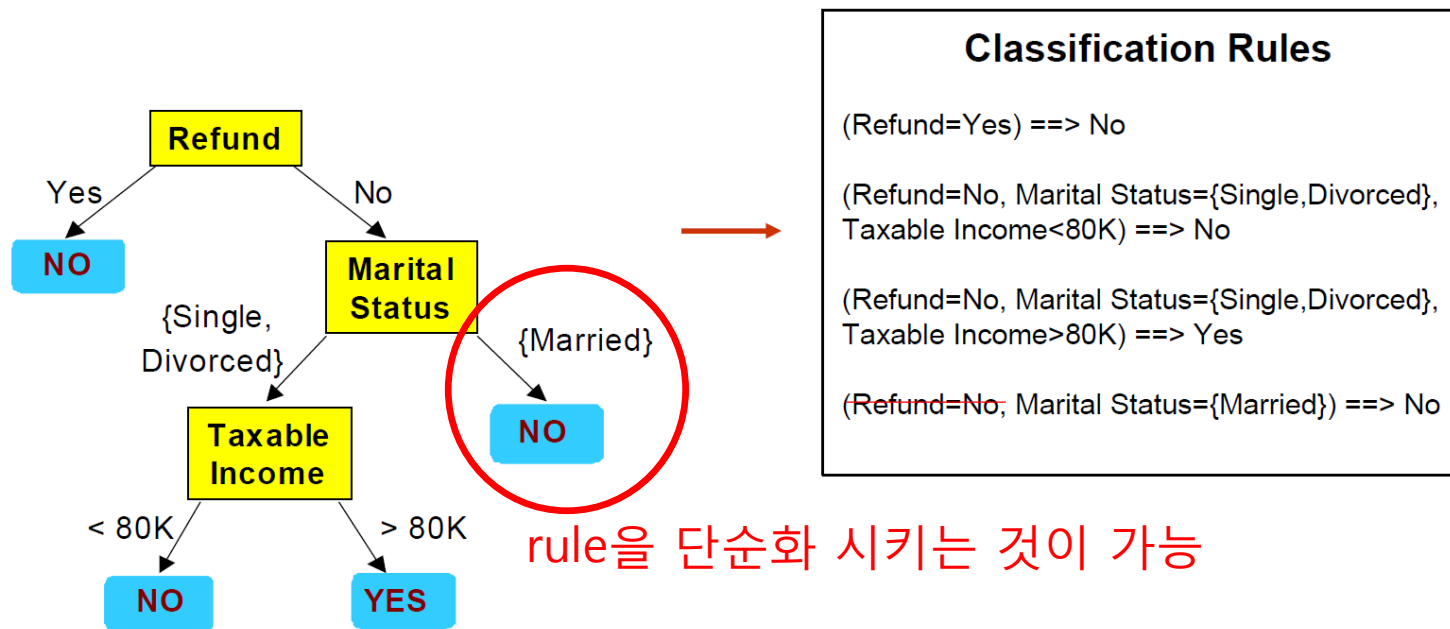 Refund
Yes
No
NO
Marital
Status
{Single,
Divorced}
{Married}
NO
Taxable
Income
< 80K
> 80K
NO
YES
rule을 단순화 시키는 것이 가능
Classification Rules
(Refund=Yes) ==> No
(Refund=No, Marital Status={Single,Divorced},
Taxable Income<80K) ==> No
(Refund=No, Marital Status={Single,Divorced},
Taxable Income>80K) ==> Yes
(Refund=No, Marital Status={Married}) ==> No